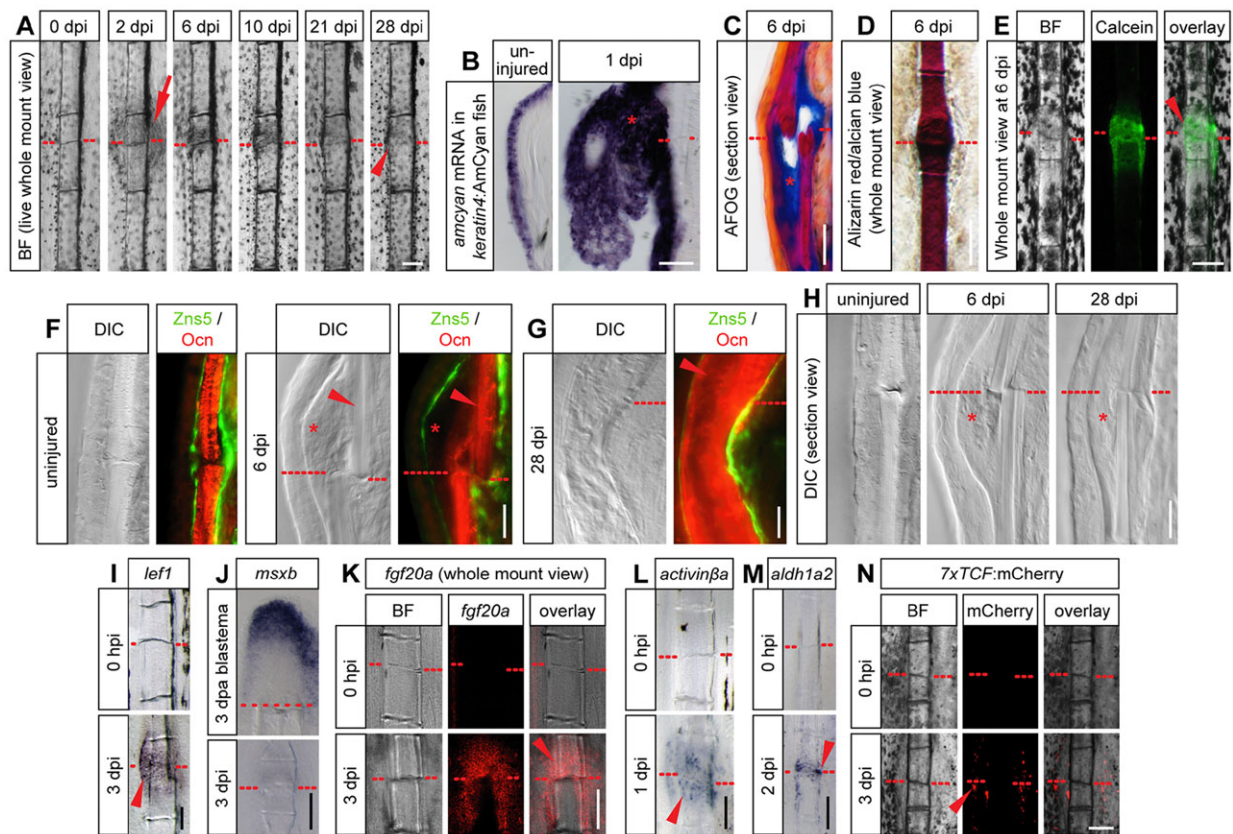 A
0 dpi
2 dpi
6 dpi
10 dpi
21 dpi
28 dpi
BF (live whole mount view)
B
un-
injured
1 dpi
amcyan mRNA in
keratin4:AmCyan fish
*
C
6 dpi
AFOG (section view)
*
D
6 dpi
Alizarin red/alcian blue
(whole mount view)
E
BF
Calcein
overlay
Whole mount view at 6 dpi
F
DIC
Zns5 /
Ocn
uninjured
DIC
Zns5 /
Ocn
6 dpi
*
*
G
DIC
Zns5 /
Ocn
28 dpi
H
uninjured
6 dpi
28 dpi
DIC (section view)
*
*
I
lef1
0 hpi
3 dpi
J
msxb
3 dpa blastema
3 dpi
K
fgf20a (whole mount view)
BF
fgf20a
overlay
0 hpi
3 dpi
L
activinβa
0 hpi
1 dpi
M
aldh1a2
0 hpi
2 dpi
N
7xTCF:mCherry
BF
mCherry
overlay
0 hpi
3 dpi